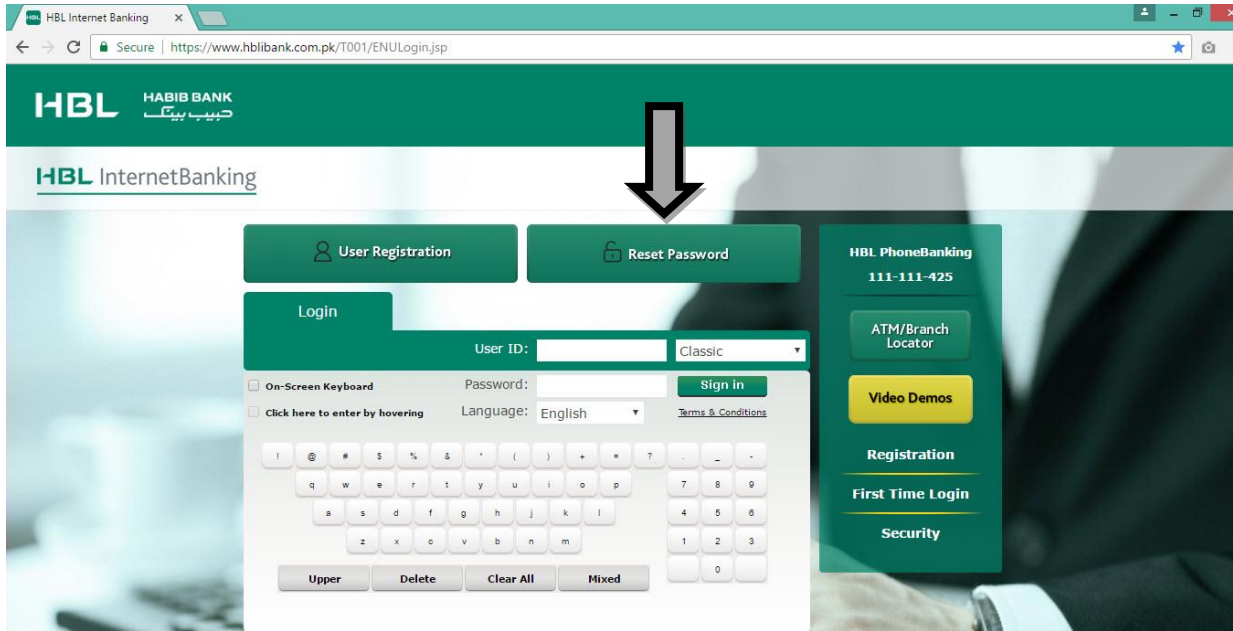 HBL Internet Banking
Secure https://www.hblibank.com.pk/T001/ENULogin.jsp
HBL HABIB BANK
حبیب بینک
HBL InternetBanking
User Registration
Reset Password
HBL PhoneBanking
111-111-425
Login
ATM/Branch
Locator
User ID:
Classic
On-Screen Keyboard
Password:
Sign in
Click here to enter by hovering
Language: English
Terms & Conditions
Video Demos
! @ # $ % & * ( ) + = ? . _ -
q w e r t y u i o p 7 8 9
a s d f g h j k l 4 5 6
z x c v b n m 1 2 3
0
Upper Delete Clear All Mixed
Registration
First Time Login
Security